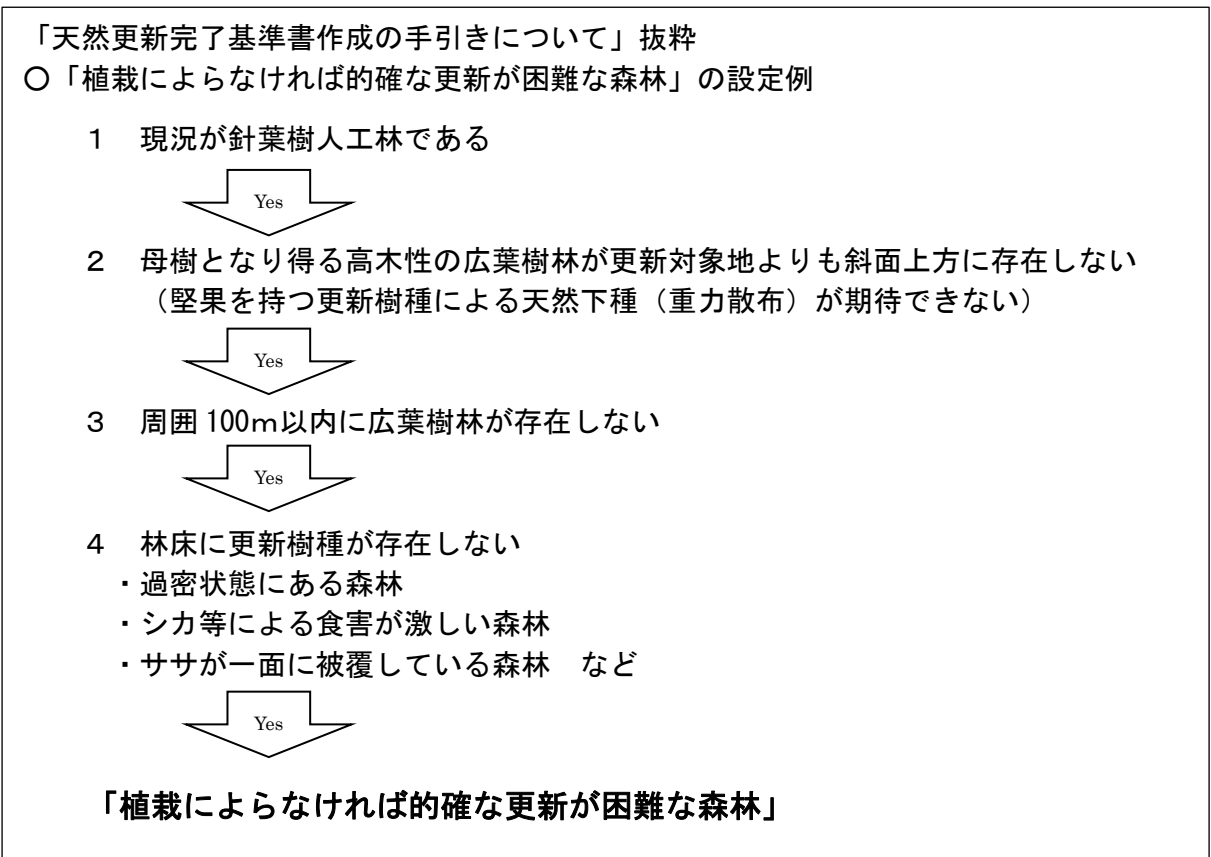 「天然更新完了基準書作成の手引きについて」抜粋
〇「植栽によらなければ的確な更新が困難な森林」の設定例
１　現況が針葉樹人工林である
Yes
２　母樹となり得る高木性の広葉樹林が更新対象地よりも斜面上方に存在しない
（堅果を持つ更新樹種による天然下種（重力散布）が期待できない）
Yes
３　周囲 100ｍ以内に広葉樹林が存在しない
Yes
４　林床に更新樹種が存在しない
・過密状態にある森林
・シカ等による食害が激しい森林
・ササが一面に被覆している森林　など
Yes
「植栽によらなければ的確な更新が困難な森林」